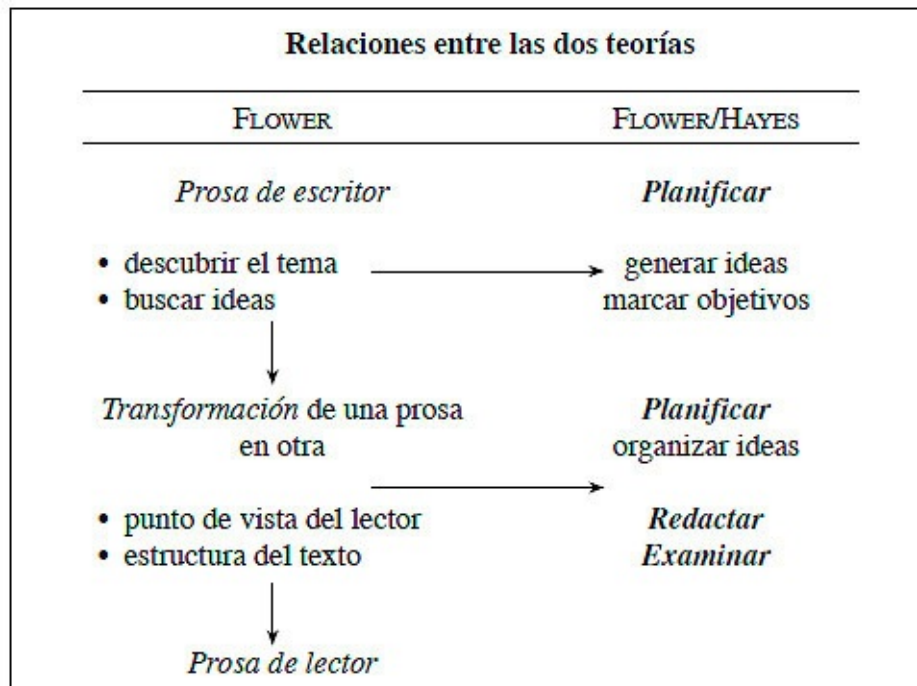 Relaciones entre las dos teorías
FLOWER FLOWER/HAYES
Prosa de escritor Planificar
• descubrir el tema generar ideas
• buscar ideas marcar objetivos
Transformación de una prosa Planificar
en otra organizar ideas
• punto de vista del lector Redactar
• estructura del texto Examinar
Prosa de lector